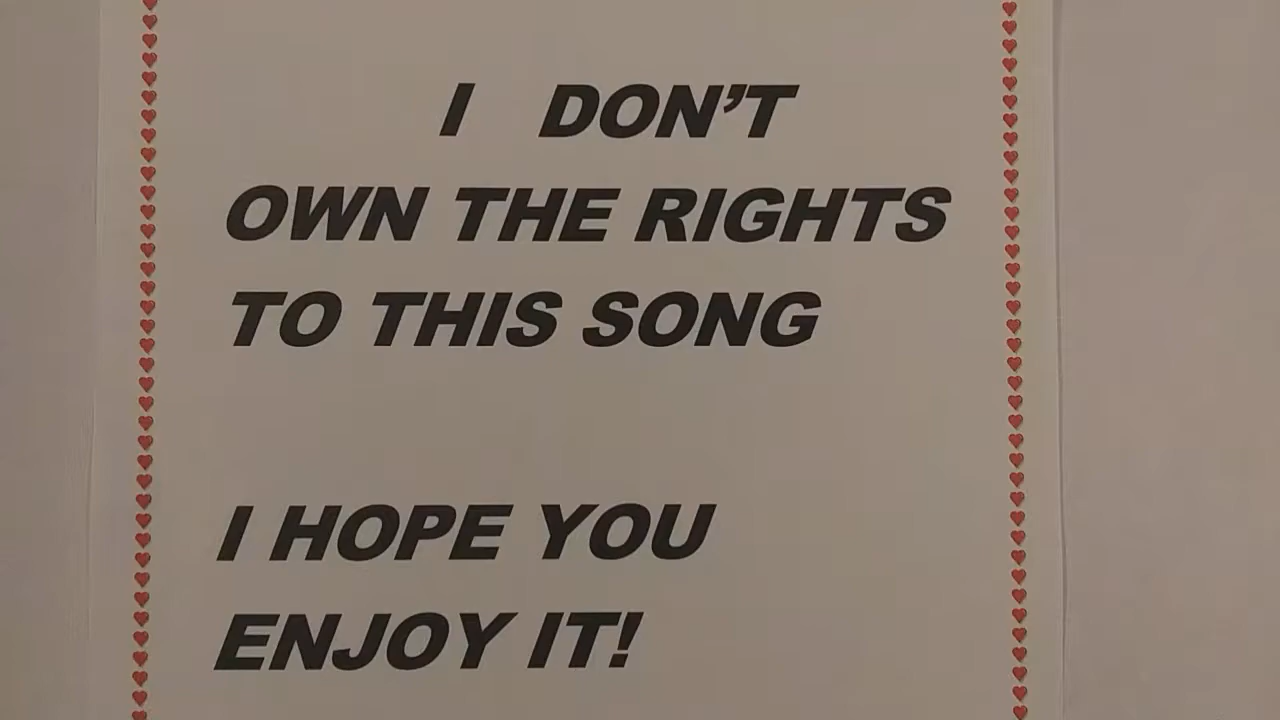 I DON'T
OWN THE RIGHTS
TO THIS SONG
I HOPE YOU
ENJOY IT!